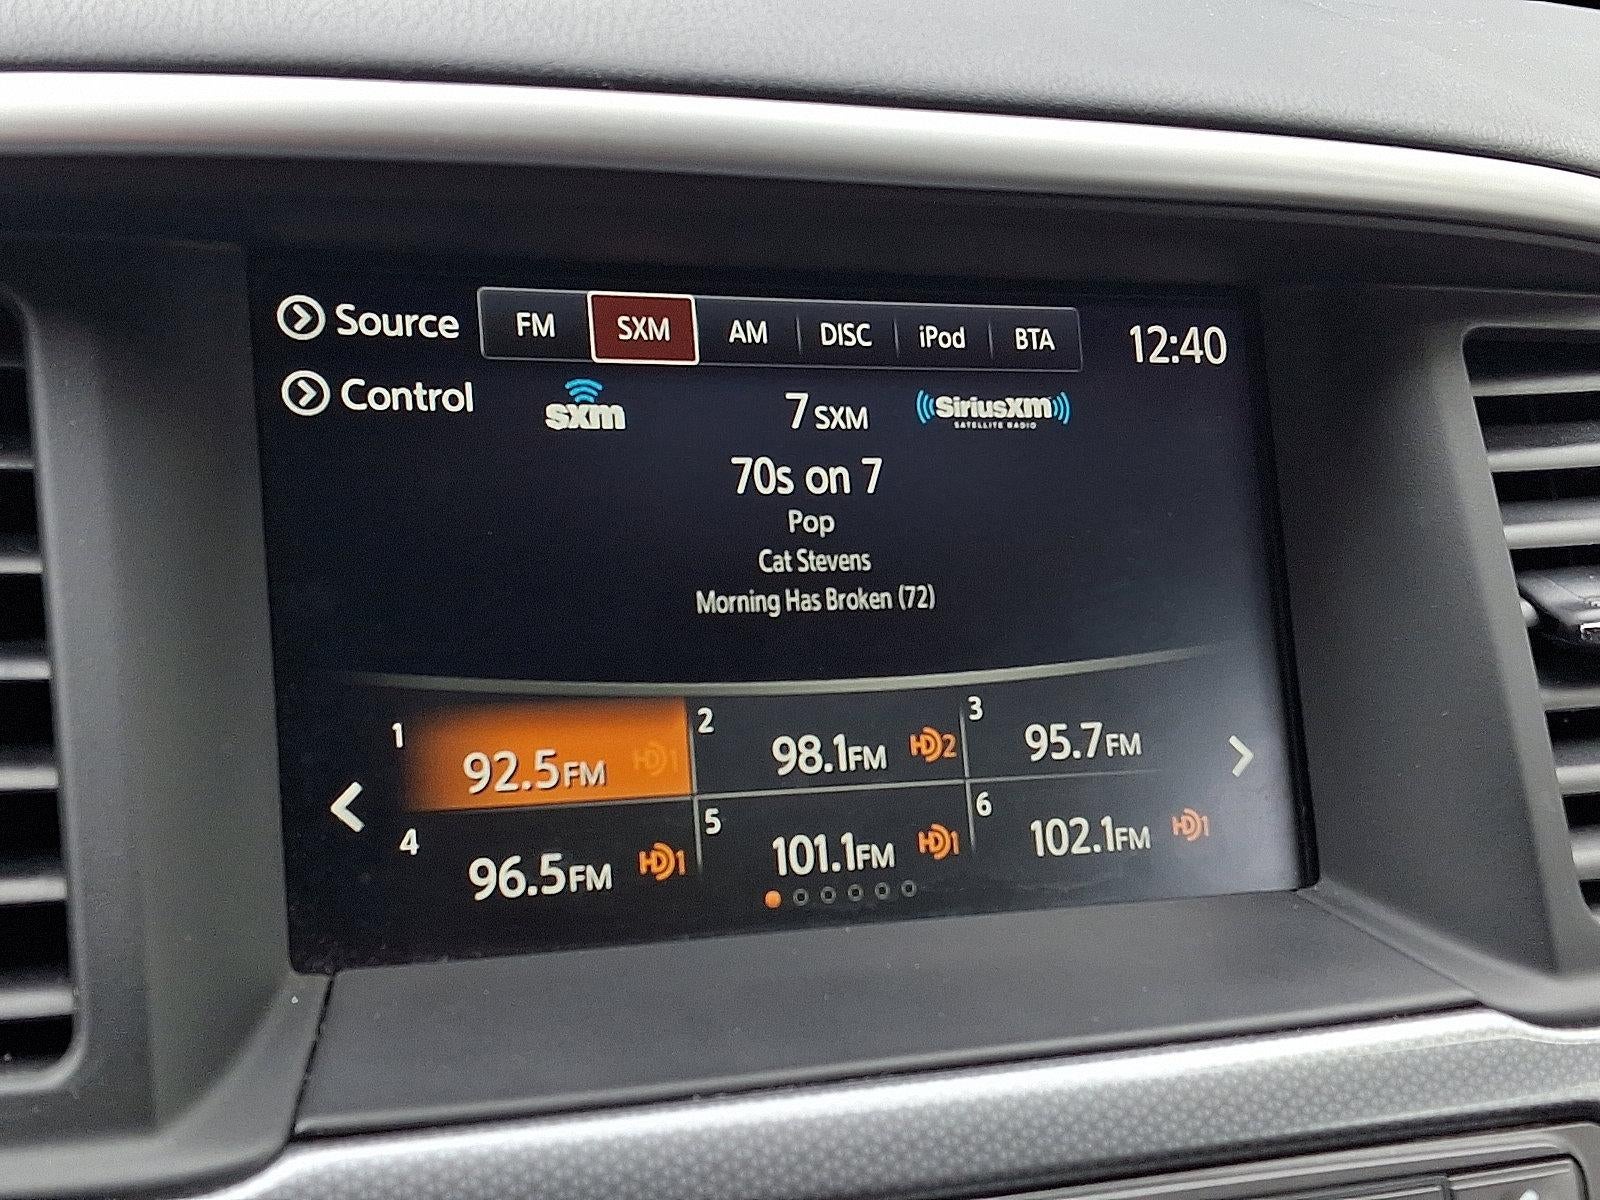 Source FM SXM AM DISC iPod BTA 12:40
Control sxm 7 SXM ((SiriusXM))
SATELLITE RADIO
70s on 7
Pop
Cat Stevens
Morning Has Broken (72)
1 92.5FM HD1 2 98.1FM HD2 3 95.7FM
4 96.5FM HD1 5 101.1FM HD1 6 102.1FM HD1